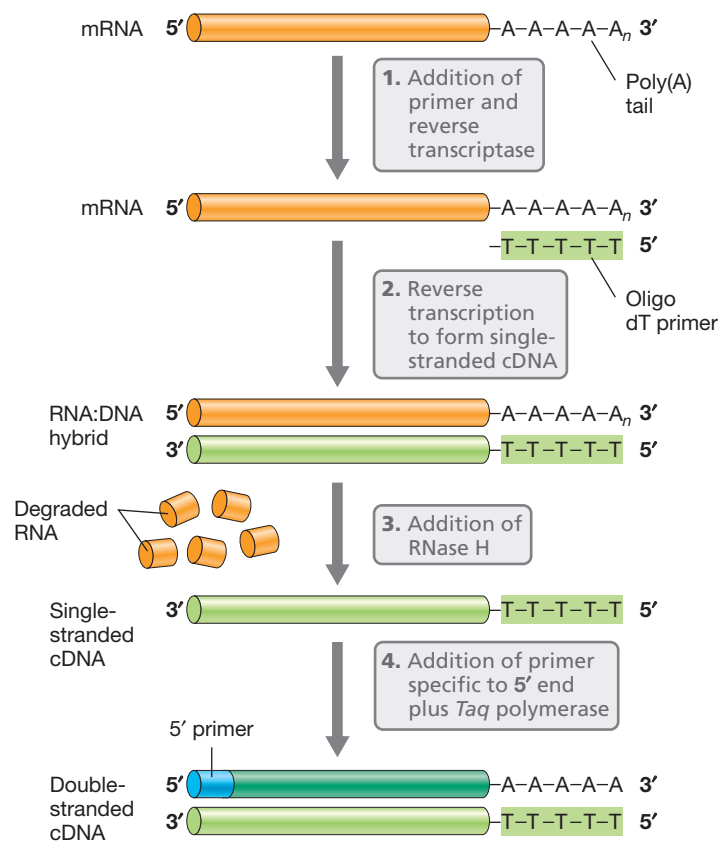 mRNA 5′ –A–A–A–A–An 3′
Poly(A)
tail
1. Addition of
primer and
reverse
transcriptase
mRNA 5′ –A–A–A–A–An 3′
–T–T–T–T–T 5′
Oligo
dT primer
2. Reverse
transcription
to form single-
stranded cDNA
RNA:DNA
hybrid
5′ –A–A–A–A–An 3′
3′ –T–T–T–T–T 5′
Degraded
RNA
3. Addition of
RNase H
Single-
stranded
cDNA
3′ –T–T–T–T–T 5′
4. Addition of primer
specific to 5′ end
plus Taq polymerase
5′ primer
Double-
stranded
cDNA
5′ –A–A–A–A–A 3′
3′ –T–T–T–T–T 5′